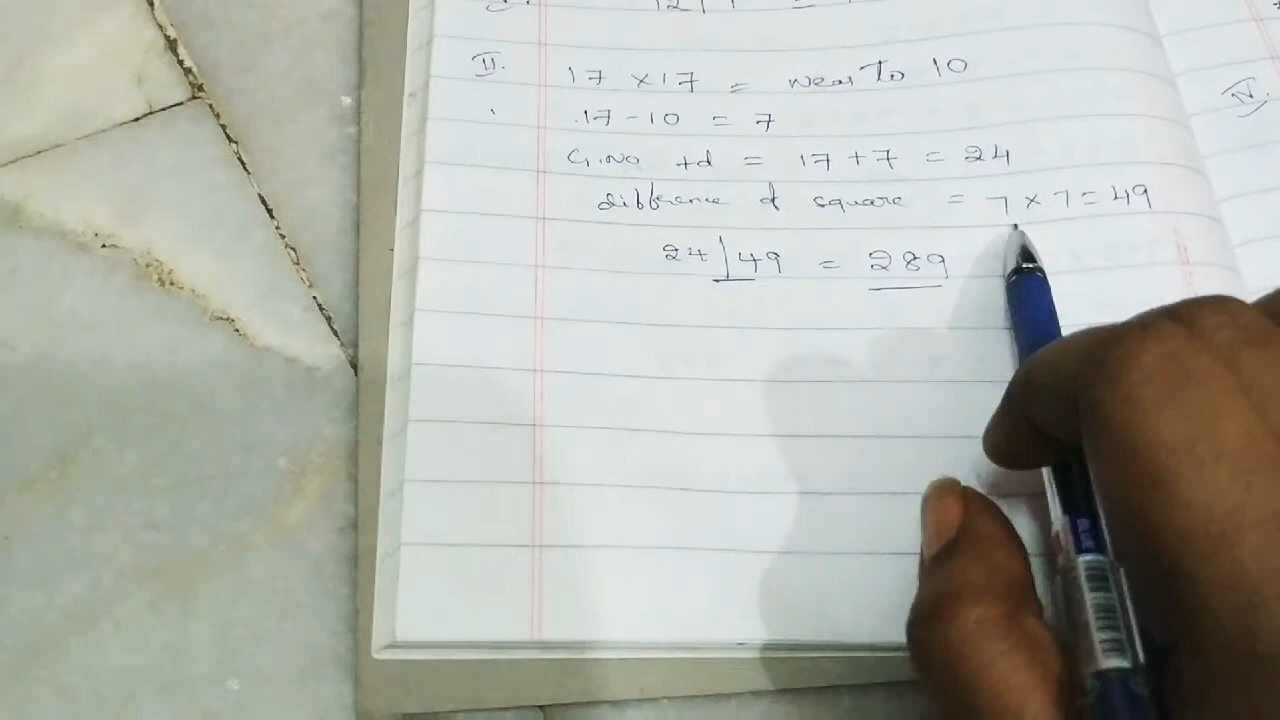 II. 17 × 17 = near To 10
17 - 10 = 7
G.No + d = 17 + 7 = 24
difference of square = 7 × 7 = 49
24 | 49 = 289
IV.